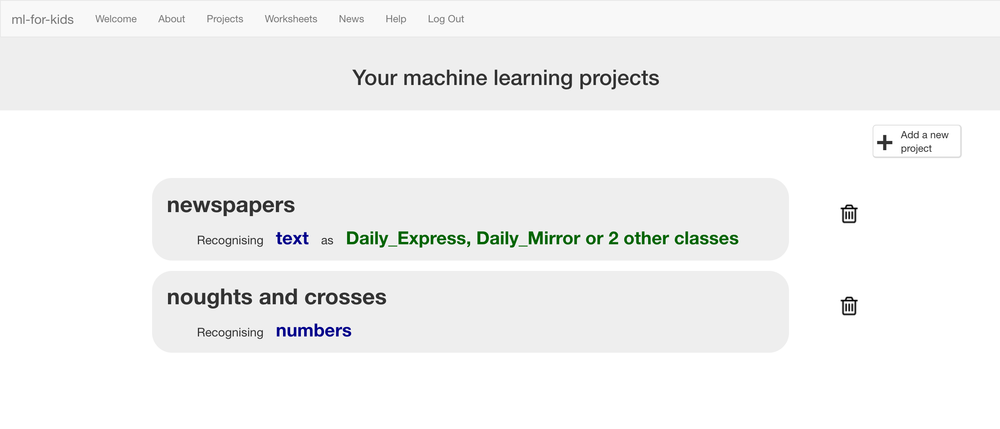 ml-for-kids Welcome About Projects Worksheets News Help Log Out
Your machine learning projects
Add a new
project
newspapers
Recognising text as Daily_Express, Daily_Mirror or 2 other classes
noughts and crosses
Recognising numbers